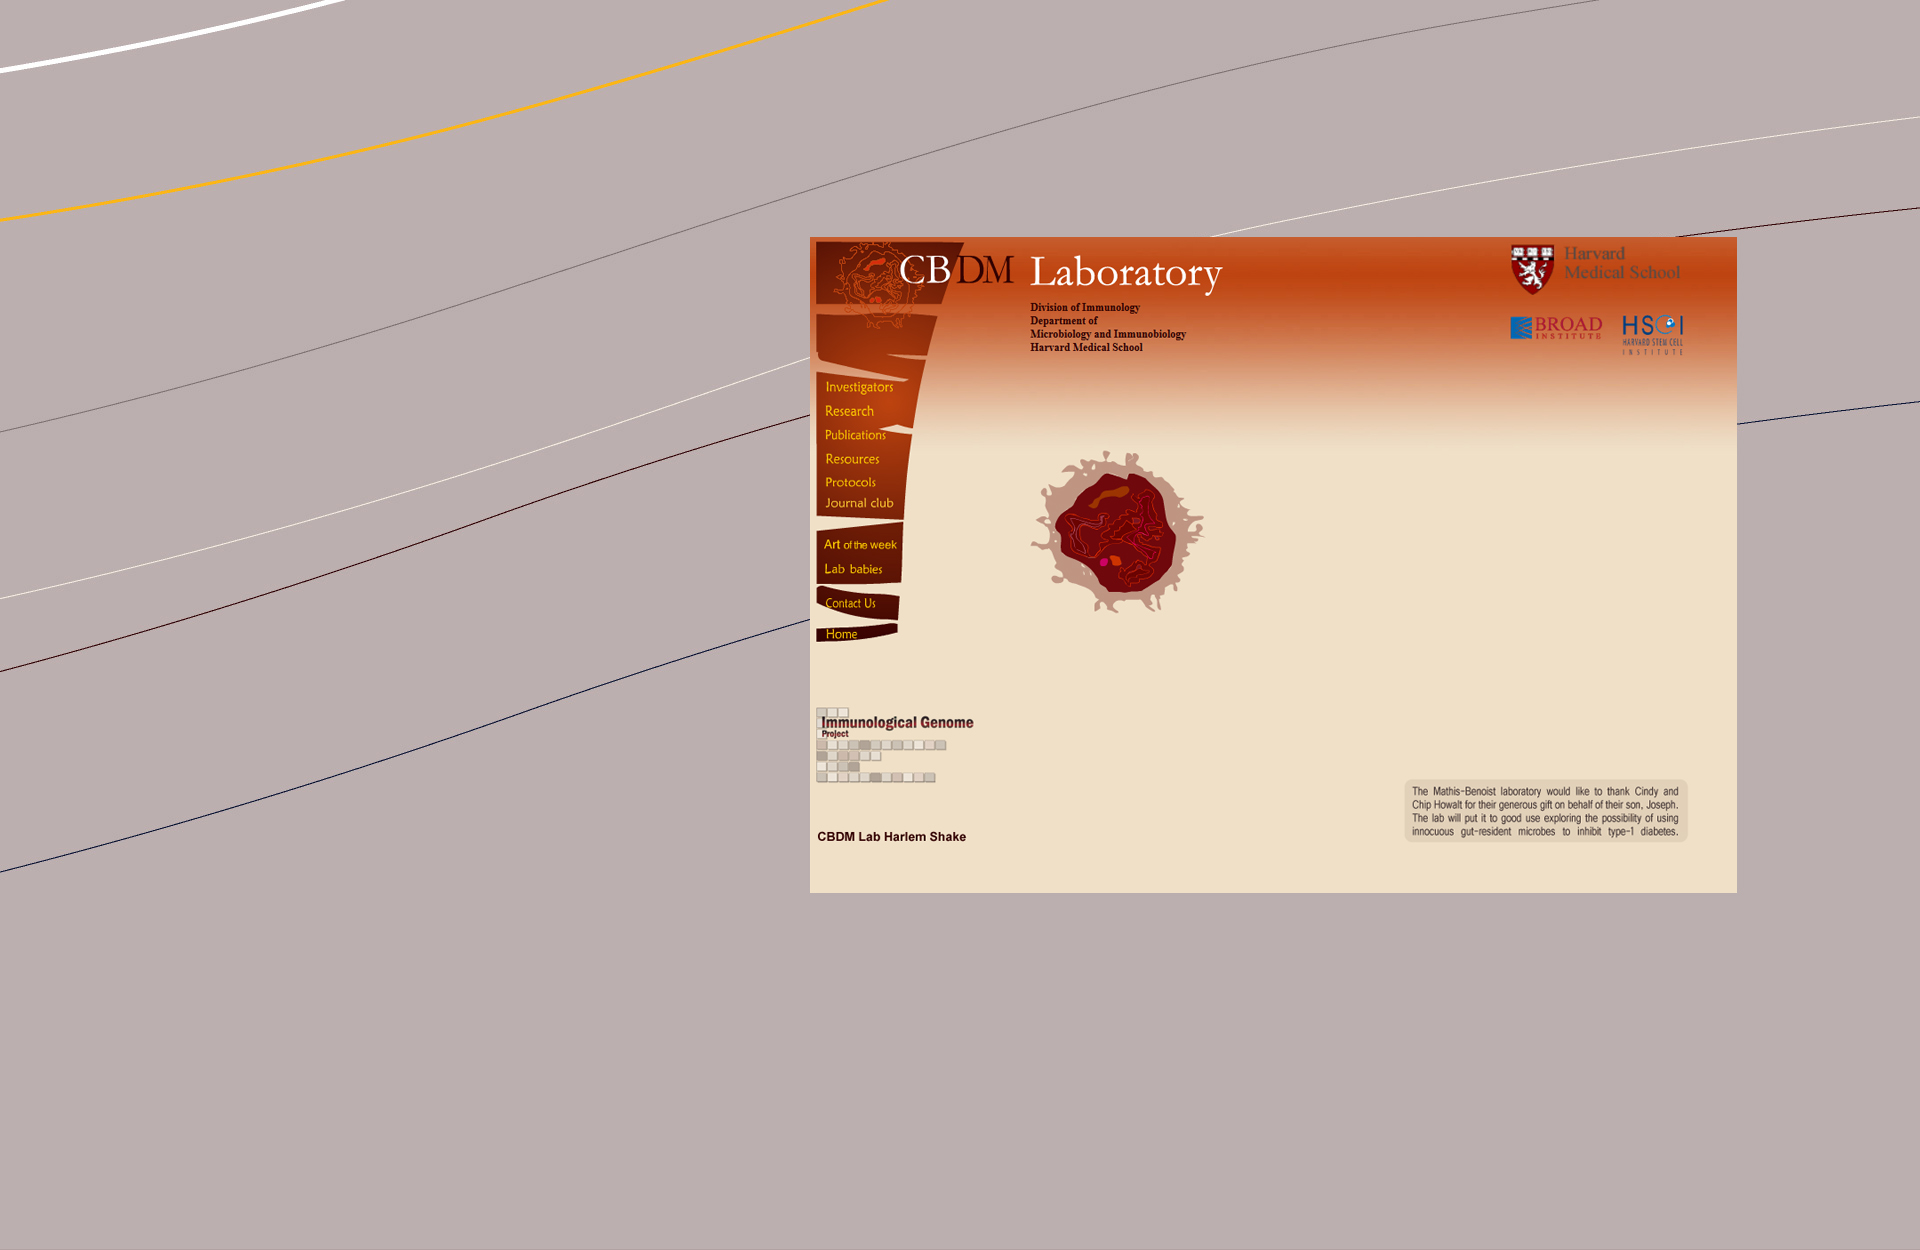 CBDM Laboratory
Division of Immunology
Department of
Microbiology and Immunobiology
Harvard Medical School
Harvard
Medical School
BROAD
INSTITUTE
HSCI
HARVARD STEM CELL
INSTITUTE
Investigators
Research
Publications
Resources
Protocols
Journal club
Art of the week
Lab babies
Contact Us
Home
Immunological Genome
Project
CBDM Lab Harlem Shake
The Mathis-Benoist laboratory would like to thank Cindy and
Chip Howalt for their generous gift on behalf of their son, Joseph.
The lab will put it to good use exploring the possibility of using
innocuous gut-resident microbes to inhibit type-1 diabetes.